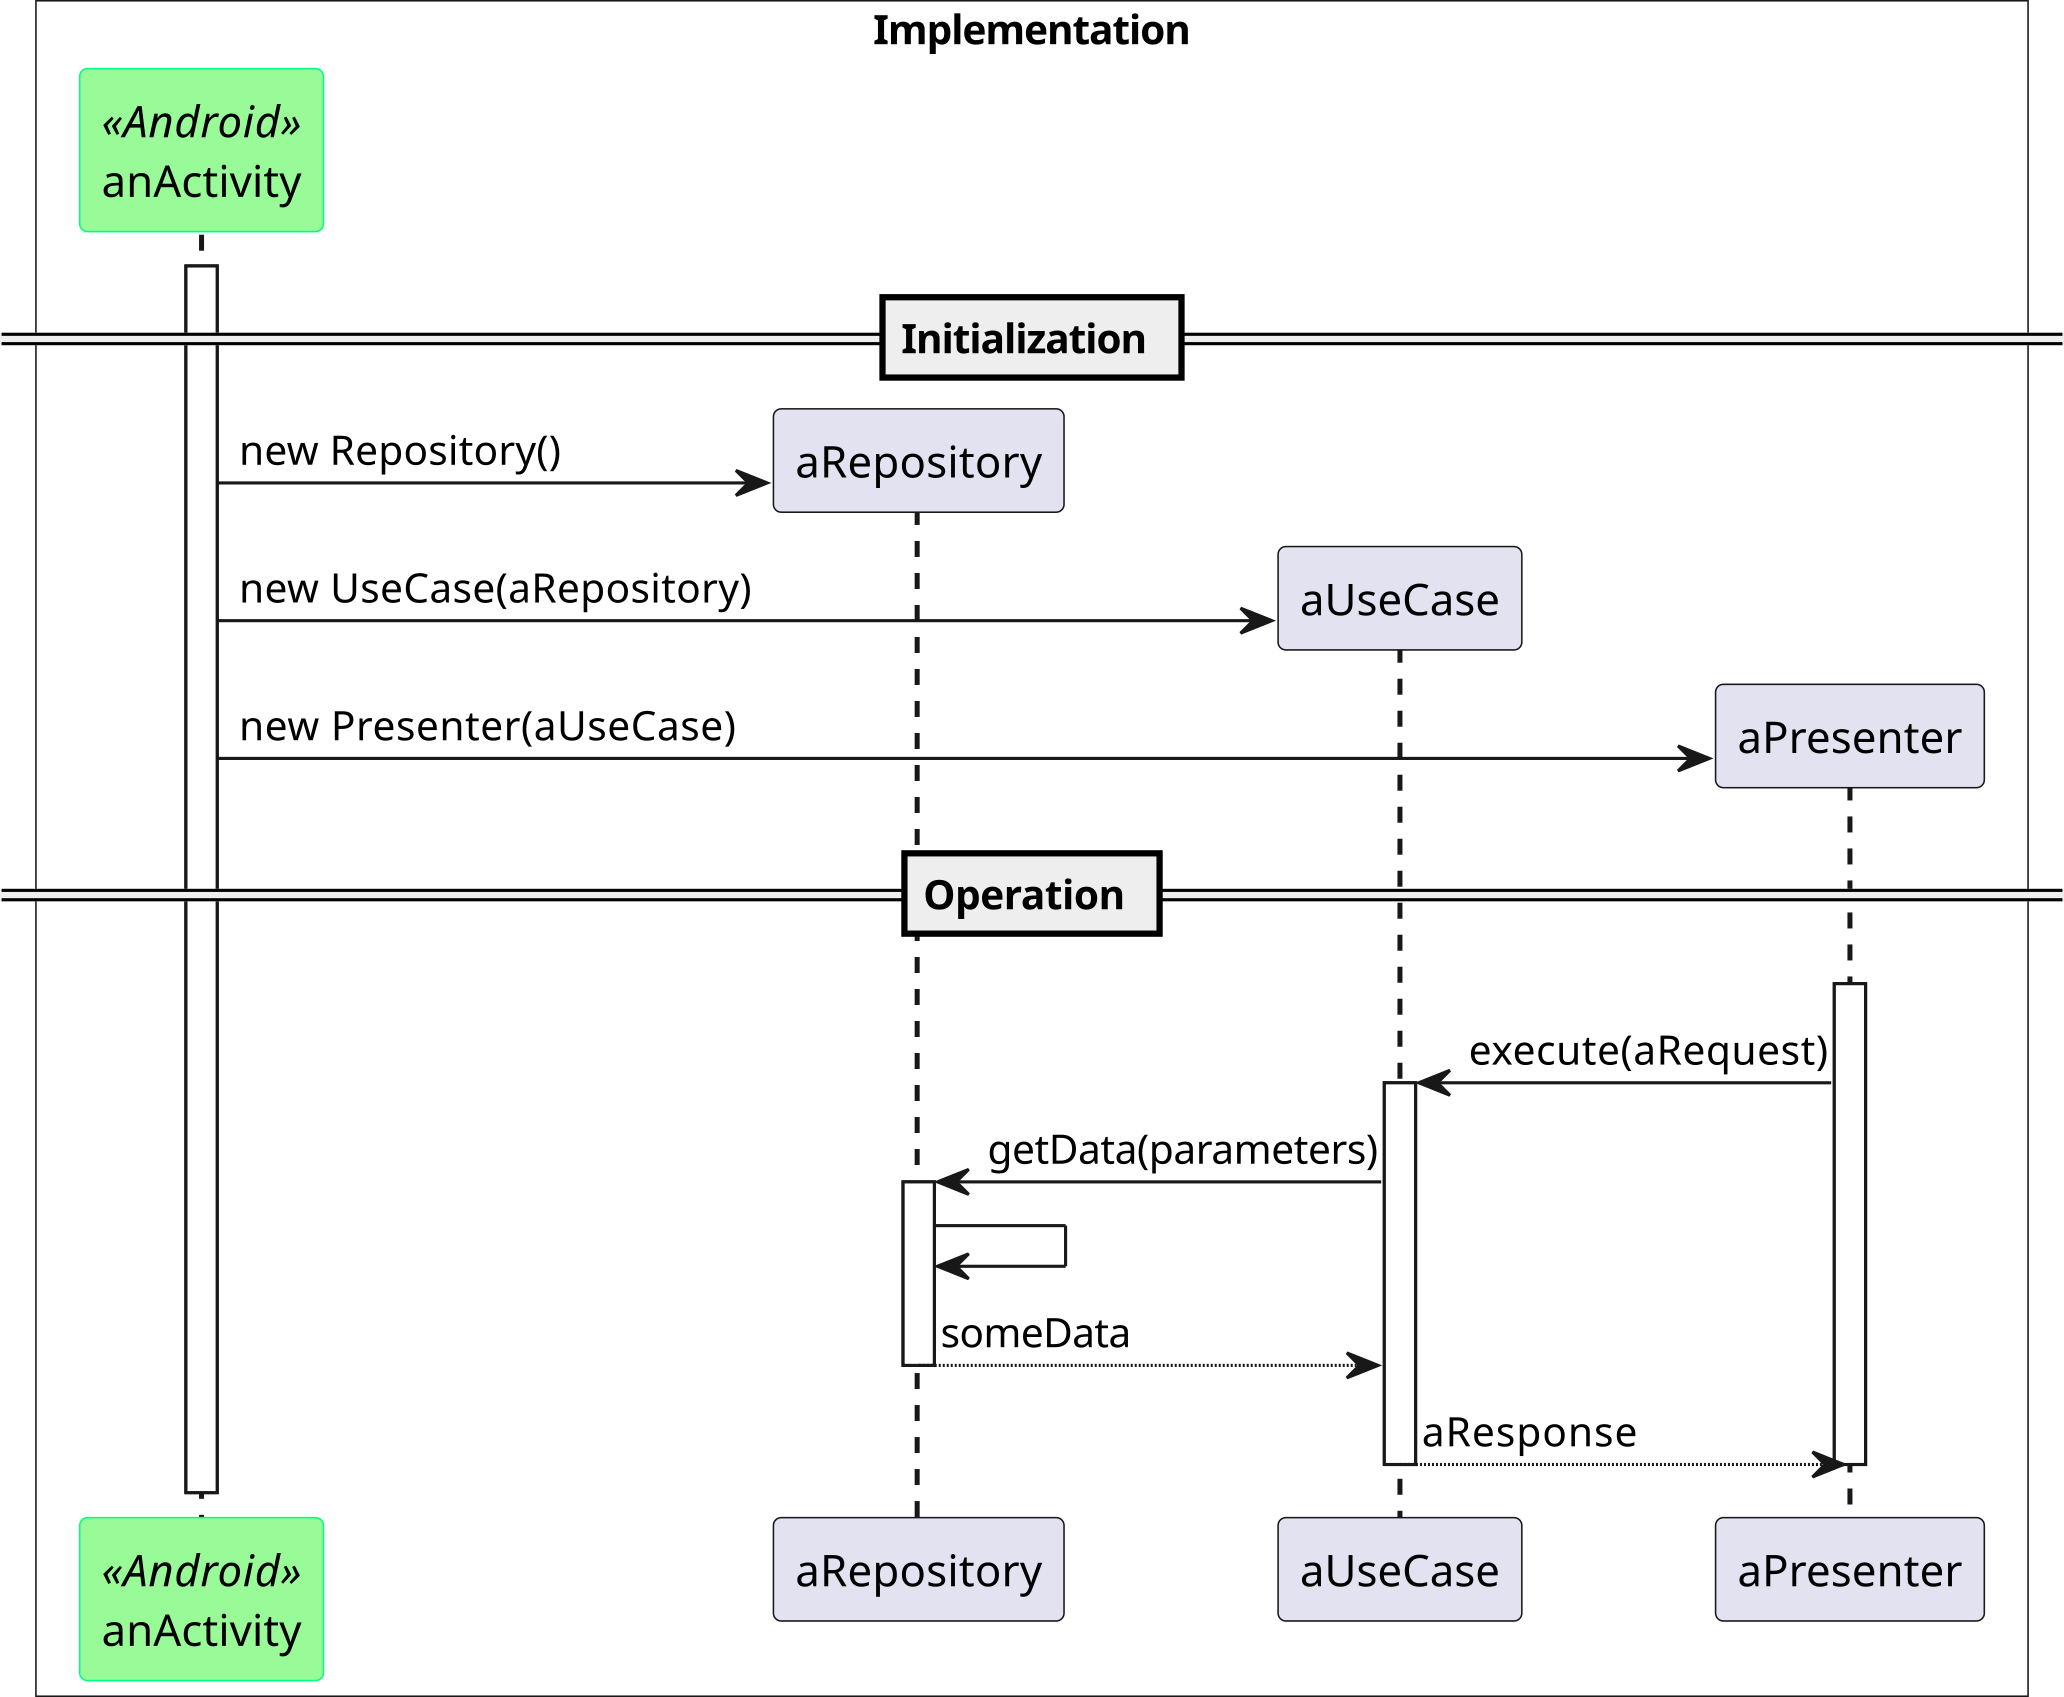 Implementation
«Android»
anActivity
Initialization
new Repository()
aRepository
new UseCase(aRepository)
aUseCase
new Presenter(aUseCase)
aPresenter
Operation
execute(aRequest)
getData(parameters)
someData
aResponse
«Android»
anActivity
aRepository
aUseCase
aPresenter